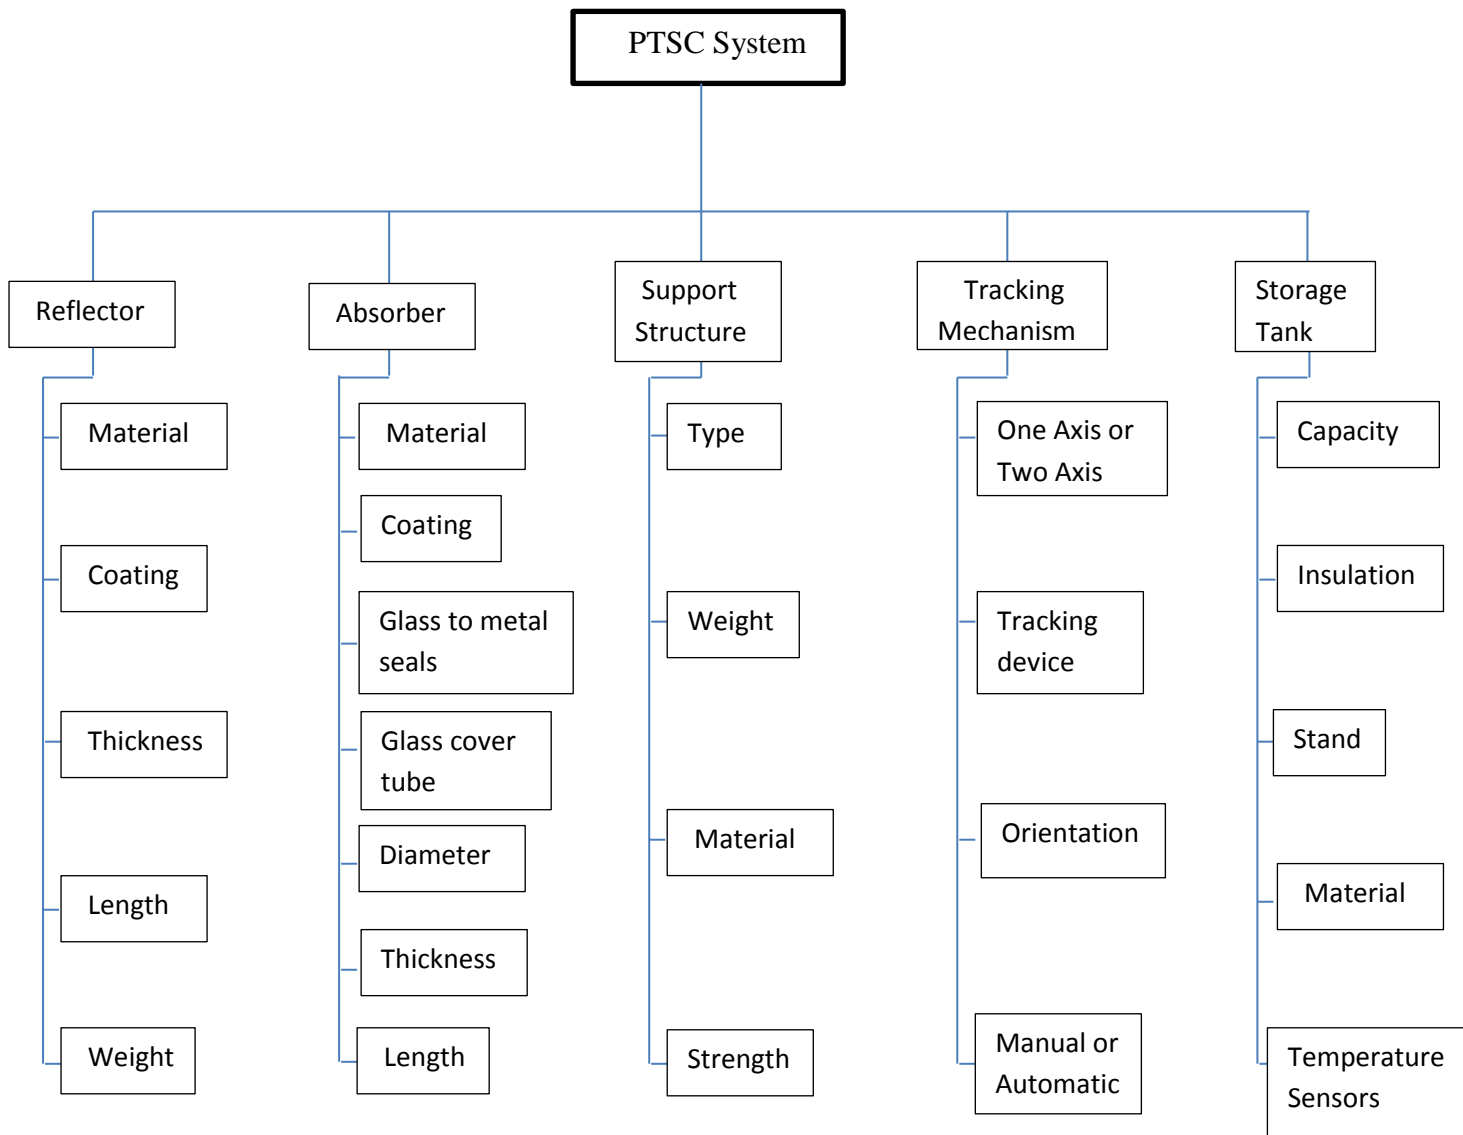 PTSC System
Reflector
Absorber
Support
Structure
Tracking
Mechanism
Storage
Tank
Material
Coating
Thickness
Length
Weight
Material
Coating
Glass to metal
seals
Glass cover
tube
Diameter
Thickness
Length
Type
Weight
Material
Strength
One Axis or
Two Axis
Tracking
device
Orientation
Manual or
Automatic
Capacity
Insulation
Stand
Material
Temperature
Sensors